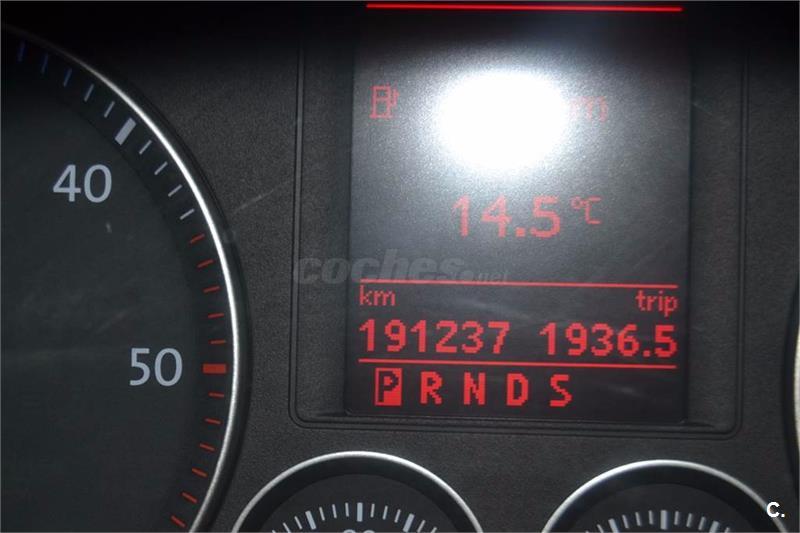 40
50
14.5 °C
coches.net
km trip
191237 1936.5
P R N D S
C.